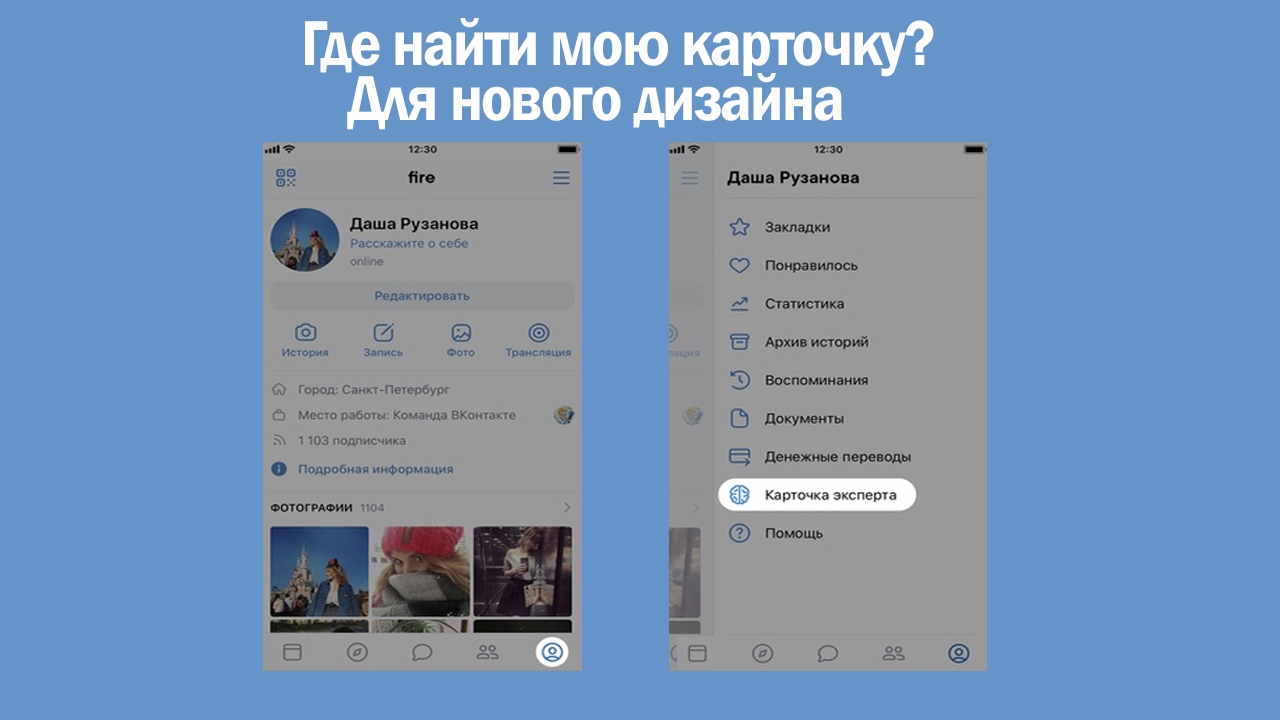 Где найти мою карточку?
Для нового дизайна
12:30
fire
Даша Рузанова
Расскажите о себе
online
Редактировать
История Запись Фото Трансляция
Город: Санкт-Петербург
Место работы: Команда ВКонтакте
1 103 подписчика
Подробная информация
ФОТОГРАФИИ 1104
12:30
Даша Рузанова
Закладки
Понравилось
Статистика
Архив историй
ляция
Воспоминания
Документы
Денежные переводы
Карточка эксперта
Помощь